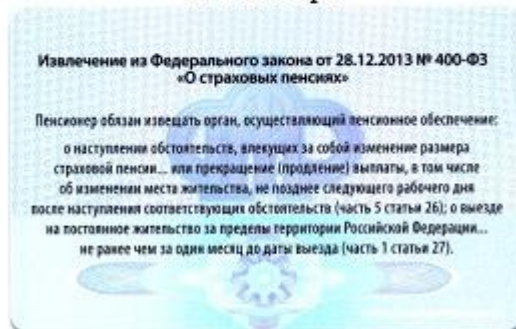 Извлечение из Федерального закона от 28.12.2013 № 400-ФЗ
«О страховых пенсиях»
Пенсионер обязан извещать орган, осуществляющий пенсионное обеспечение:
о наступлении обстоятельств, влекущих за собой изменение размера
страховой пенсии... или прекращение (продление) выплаты, в том числе
об изменении места жительства, не позднее следующего рабочего дня
после наступления соответствующих обстоятельств (часть 5 статьи 26); о выезде
на постоянное жительство за пределы территории Российской Федерации...
не ранее чем за один месяц до даты выезда (часть 1 статьи 27).